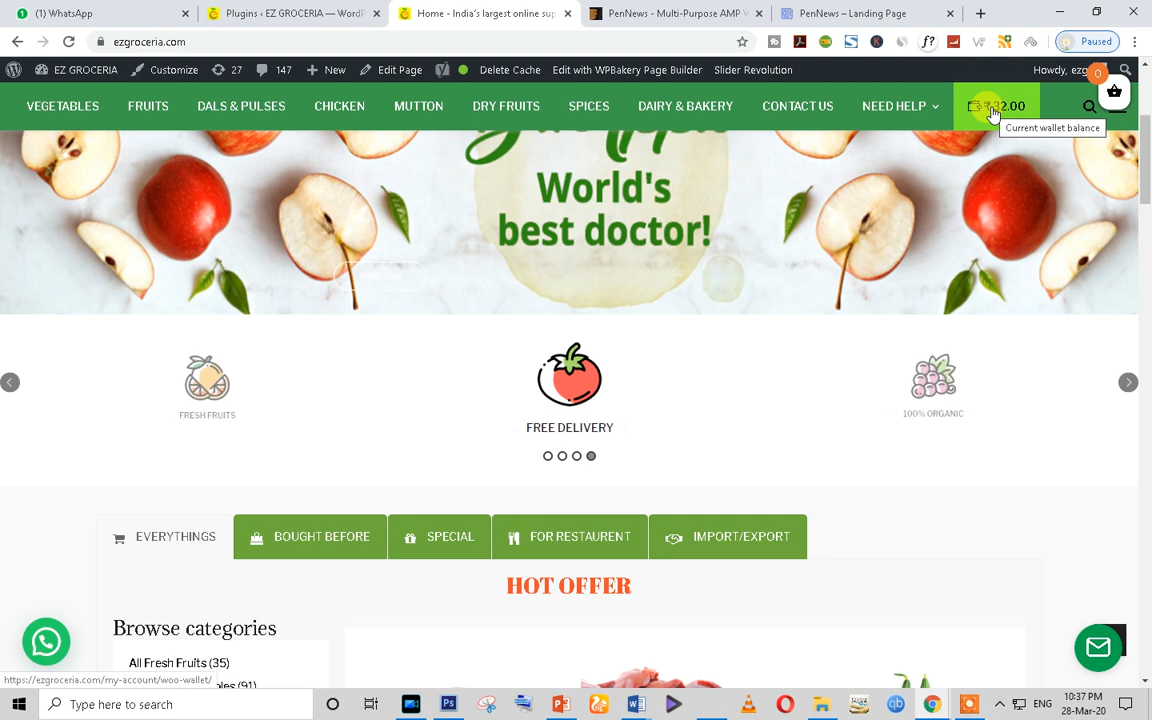 (1) WhatsApp
Plugins ‹ EZ GROCERIA — WordP
Home - India's largest online sup
PenNews - Multi-Purpose AMP W
PenNews – Landing Page
ezgroceria.com
Paused
EZ GROCERIA
Customize
27
147
New
Edit Page
Delete Cache
Edit with WPBakery Page Builder
Slider Revolution
Howdy, ezg
0
VEGETABLES
FRUITS
DALS & PULSES
CHICKEN
MUTTON
DRY FRUITS
SPICES
DAIRY & BAKERY
CONTACT US
NEED HELP
₹32.00
Current wallet balance
World's
best doctor!
FRESH FRUITS
FREE DELIVERY
100% ORGANIC
EVERYTHINGS
BOUGHT BEFORE
SPECIAL
FOR RESTAURENT
IMPORT/EXPORT
HOT OFFER
Browse categories
All Fresh Fruits (35)
(91)
https://ezgroceria.com/my-account/woo-wallet/
Type here to search
ENG
10:37 PM
28-Mar-20